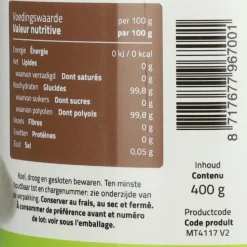 Voedingswaarde
Valeur nutritive
per 100 g
par 100 g
Energie Énergie 0 kJ / 0 kcal
Vet Lipides 0 g
waarvan verzadigd Dont saturés 0 g
Koolhydraten Glucides 99,8 g
waarvan suikers Dont sucres 0 g
waarvan polyolen Dont polyols 99,8 g
Vezels Fibres 0 g
Eiwitten Protéines 0 g
Zout Sel 0,05 g
Koel, droog en gesloten bewaren. Ten minste
houdbaar tot en chargenummer: zie onderzijde van
de verpakking. Conserver au frais, au sec et fermé.
À consommer de préférence avant et numéro
de lot: voir sous l'emballage.
8 717677 967001
Inhoud
Contenu
400 g
Productcode
Code product
MT4117 V2